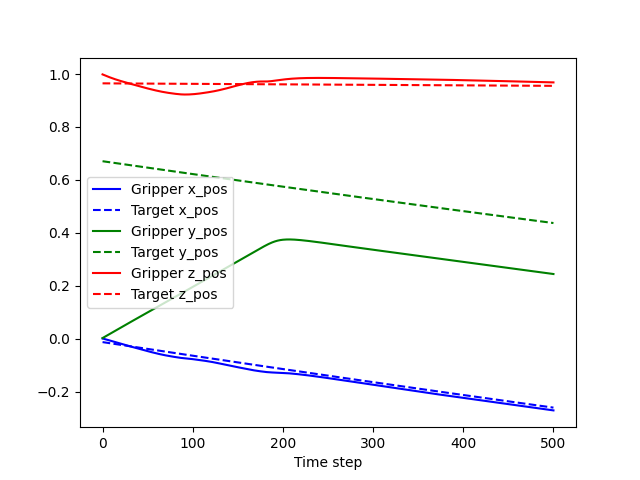 1.0
0.8
0.6
0.4
0.2
0.0
−0.2
Gripper x_pos
Target x_pos
Gripper y_pos
Target y_pos
Gripper z_pos
Target z_pos
0 100 200 300 400 500
Time step